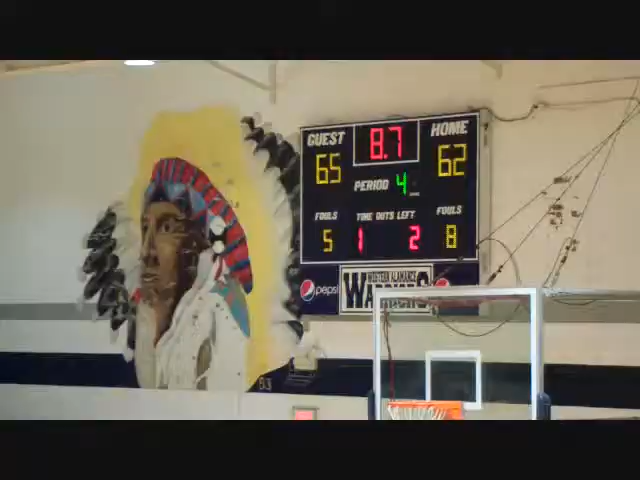 GUEST 8.7 HOME
65 62
PERIOD 4
FOULS TIME OUTS LEFT FOULS
5 1 2 8
pepsi WARRIORS
83